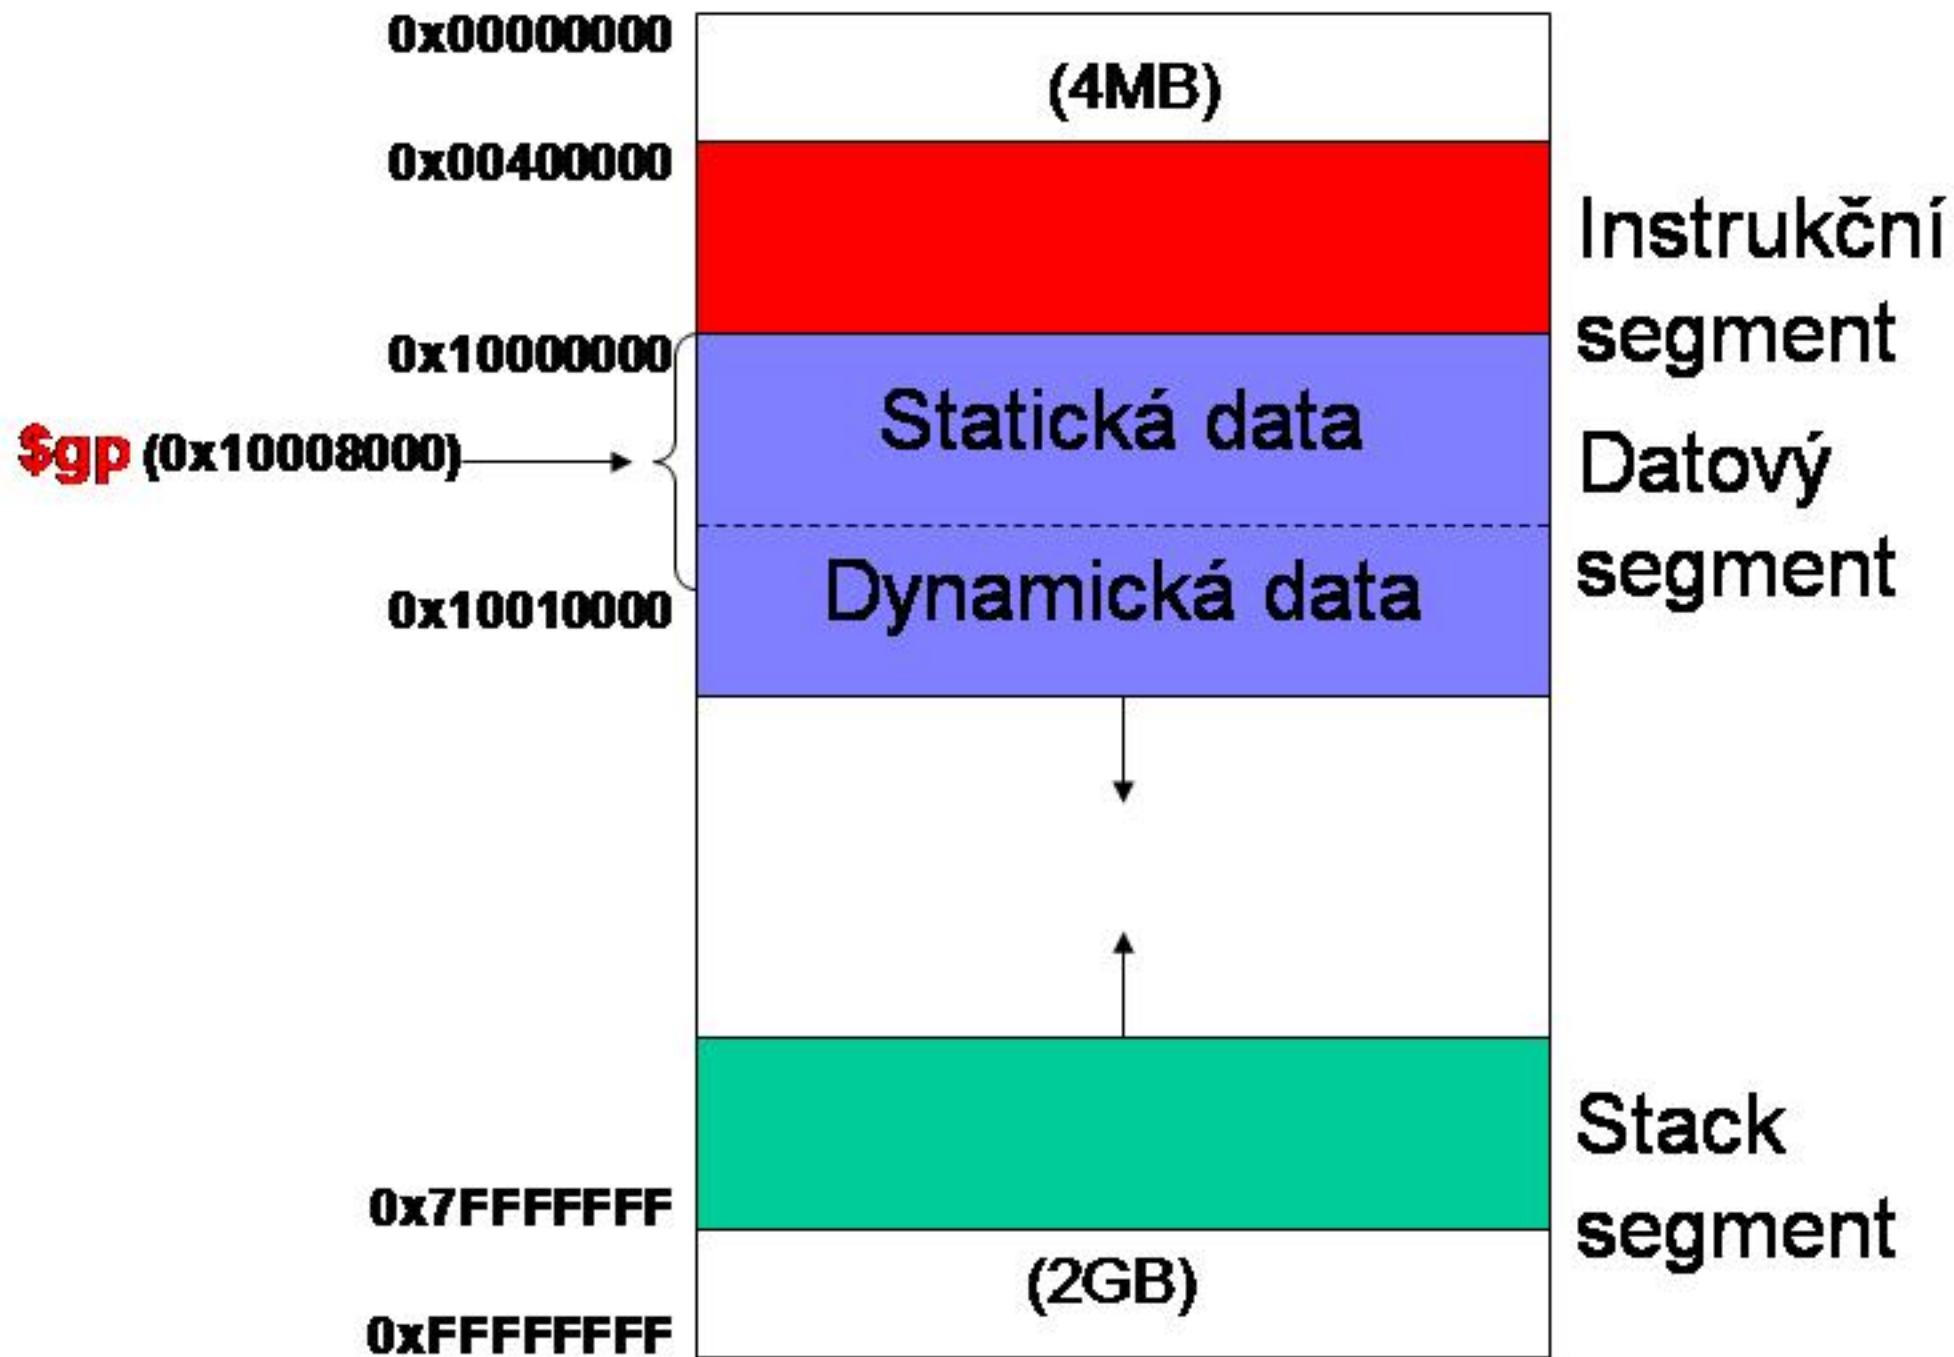 0x00000000
(4MB)
0x00400000
Instrukční
segment
0x10000000
Statická data
$gp (0x10008000)
Datový
segment
Dynamická data
0x10010000
Stack
segment
0x7FFFFFFF
(2GB)
0xFFFFFFFF